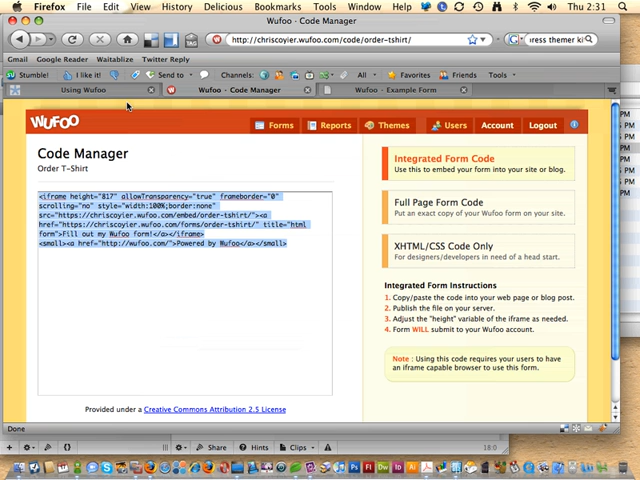 Firefox File Edit View History Delicious Bookmarks Tools Window Help Thu 2:31
Wufoo - Code Manager
http://chriscoyier.wufoo.com/code/order-tshirt/
ress themer ki
Gmail Google Reader Waitablize Twitter Reply
Stumble! I like it! Send to Channels: All Favorites Friends Tools
Using Wufoo Wufoo - Code Manager Wufoo - Example Form
WUFOO Forms Reports Themes Users Account Logout
Code Manager
Order T-Shirt
<iframe height="817" allowTransparency="true" frameborder="0"
scrolling="no" style="width:100%;border:none"
src="https://chriscoyier.wufoo.com/embed/order-tshirt/"><a
href="https://chriscoyier.wufoo.com/forms/order-tshirt/" title="html
form">Fill out my Wufoo form!</a></iframe>
<small><a href="http://wufoo.com/">Powered by Wufoo</a></small>
Provided under a Creative Commons Attribution 2.5 License
Integrated Form Code
Use this to embed your form into your site or blog.
Full Page Form Code
Put an exact copy of your Wufoo form on your site.
XHTML/CSS Code Only
For designers/developers in need of a head start.
Integrated Form Instructions
1. Copy/paste the code into your web page or blog post.
2. Publish the file on your server.
3. Adjust the "height" variable of the iframe as needed.
4. Form WILL submit to your Wufoo account.
Note : Using this code requires your users to have
an iframe capable browser to use this form.
Done
Share Hints Clips 18:0